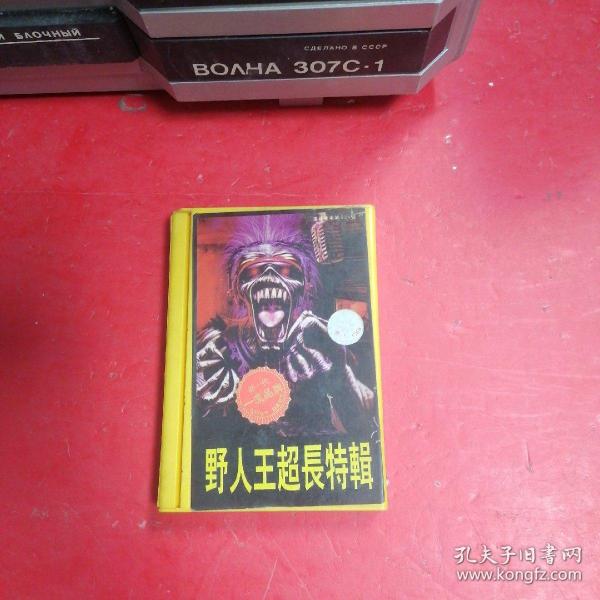 БЛОЧНЫЙ
СДЕЛАНО В СССР
ВОЛНА 307С-1
野人王超長特輯
孔夫子旧书网
www.kongfz.com